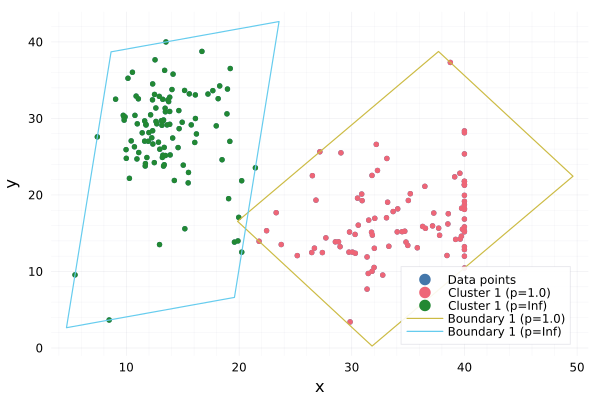 40
30
20
10
0
y
10
20
30
40
50
x
Data points
Cluster 1 (p=1.0)
Cluster 1 (p=Inf)
Boundary 1 (p=1.0)
Boundary 1 (p=Inf)